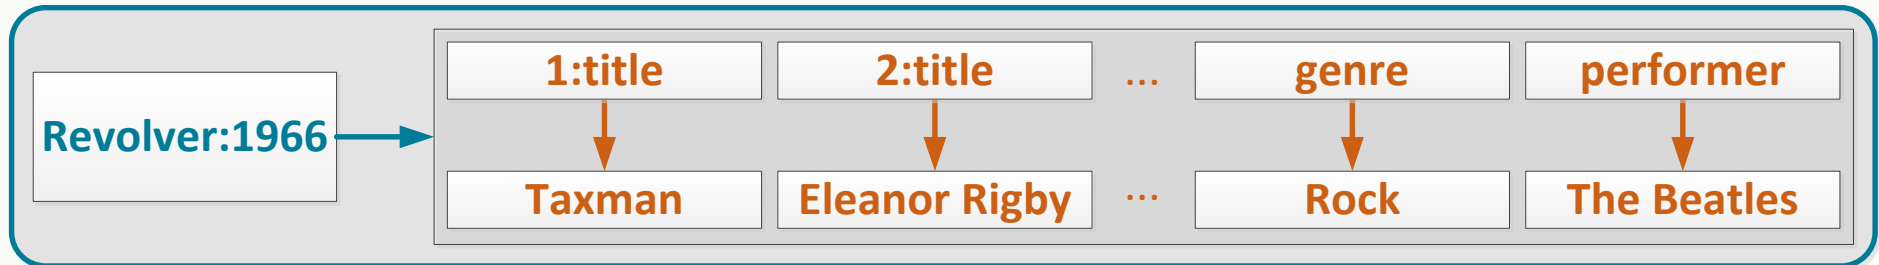 1:title 2:title ... genre performer
Revolver:1966
Taxman Eleanor Rigby ... Rock The Beatles